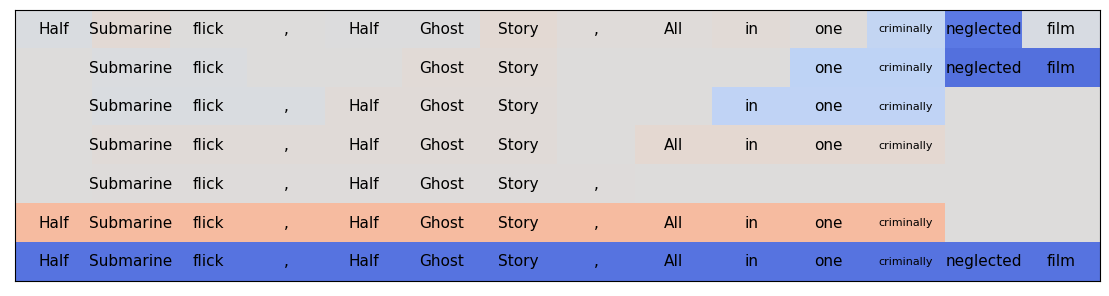 Half Submarine flick , Half Ghost Story , All in one criminally neglected film
Submarine flick Ghost Story one criminally neglected film
Submarine flick , Half Ghost Story in one criminally
Submarine flick , Half Ghost Story All in one criminally
Submarine flick , Half Ghost Story ,
Half Submarine flick , Half Ghost Story , All in one criminally
Half Submarine flick , Half Ghost Story , All in one criminally neglected film